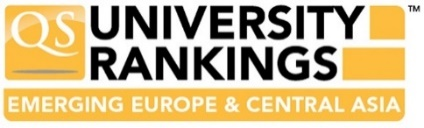 QS UNIVERSITY
RANKINGS ™
EMERGING EUROPE & CENTRAL ASIA